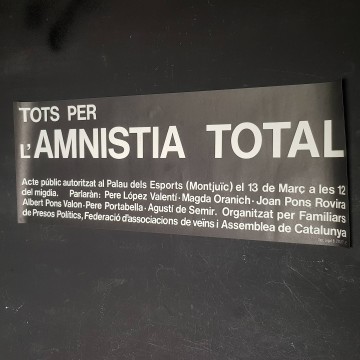 TOTS PER
L'AMNISTIA TOTAL
Acte públic autoritzat al Palau dels Esports (Montjuïc) el 13 de Març a les 12
del migdia. Parlaràn: Pere López Valentí · Magda Oranich · Joan Pons Rovira
Albert Pons Valon · Pere Portabella · Agustí de Semir. Organitzat per Familiars
de Presos Polítics, Federació d'associacions de veïns i Assemblea de Catalunya